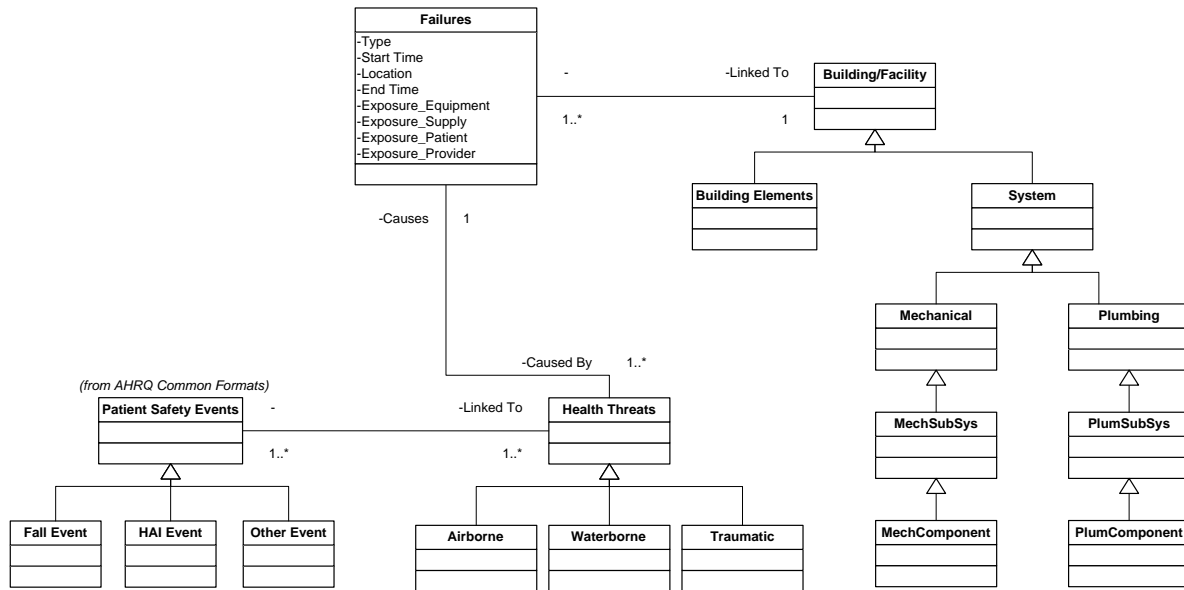 Failures
-Type
-Start Time
-Location
-End Time
-Exposure_Equipment
-Exposure_Supply
-Exposure_Patient
-Exposure_Provider
- -Linked To
1..* 1
Building/Facility
Building Elements
System
-Causes 1
Mechanical
Plumbing
-Caused By 1..*
(from AHRQ Common Formats)
Patient Safety Events
- -Linked To
1..* 1..*
Health Threats
MechSubSys
PlumSubSys
Fall Event
HAI Event
Other Event
Airborne
Waterborne
Traumatic
MechComponent
PlumComponent